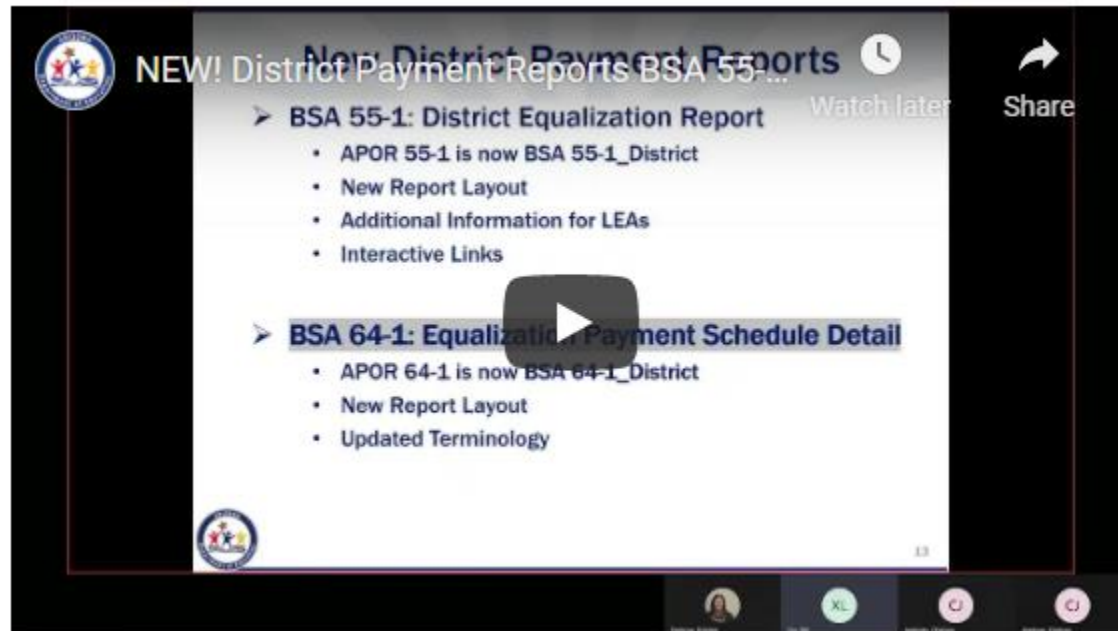 NEW! District Payment Reports BSA 55-...
New District Payment Reports
Watch later
Share
➢ BSA 55-1: District Equalization Report
• APOR 55-1 is now BSA 55-1_District
• New Report Layout
• Additional Information for LEAs
• Interactive Links
➢ BSA 64-1: Equalization Payment Schedule Detail
• APOR 64-1 is now BSA 64-1_District
• New Report Layout
• Updated Terminology
13
XL
CJ
CJ